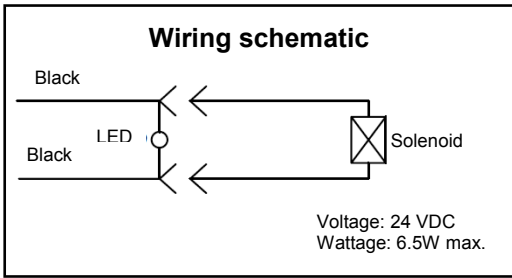 Wiring schematic
Black
LED
Black
Solenoid
Voltage: 24 VDC
Wattage: 6.5W max.